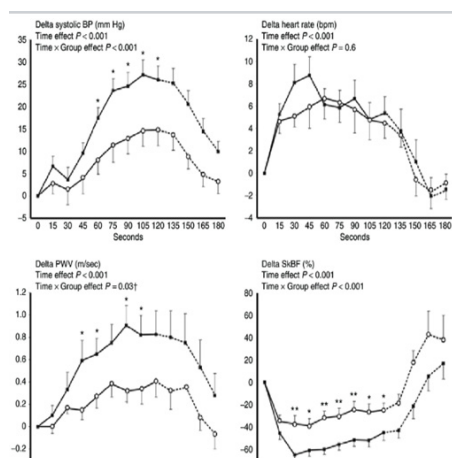 Delta systolic BP (mm Hg)
Time effect P < 0.001
Time × Group effect P < 0.001
35
30
25
20
15
10
5
0
−5
* * * * *
0 15 30 45 60 75 90 105 120 135 150 165 180
Seconds
Delta heart rate (bpm)
Time effect P < 0.001
Time × Group effect P = 0.6
12
10
8
6
4
2
0
−2
−4
0 15 30 45 60 75 90 105 120 135 150 165 180
Seconds
Delta PWV (m/sec)
Time effect P < 0.001
Time × Group effect P = 0.03†
1.2
1.0
0.8
0.6
0.4
0.2
0
−0.2
* * * *
Delta SkBF (%)
Time effect P < 0.001
Time × Group effect P < 0.001
80
60
40
20
0
−20
−40
−60
** * ** ** ** * *